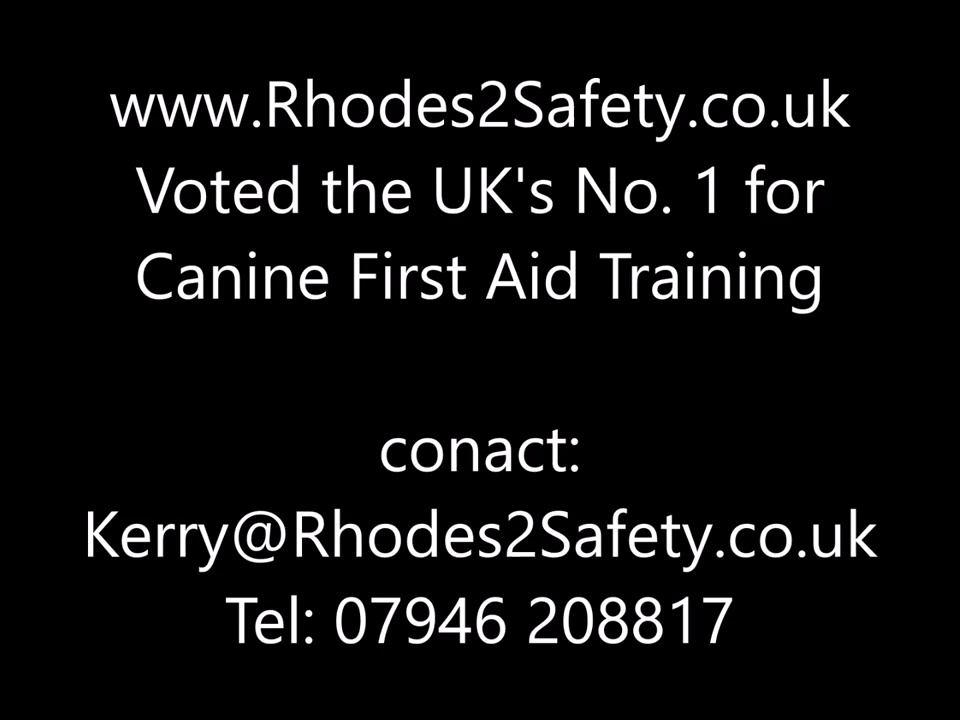 www.Rhodes2Safety.co.uk
Voted the UK's No. 1 for
Canine First Aid Training
conact:
Kerry@Rhodes2Safety.co.uk
Tel: 07946 208817